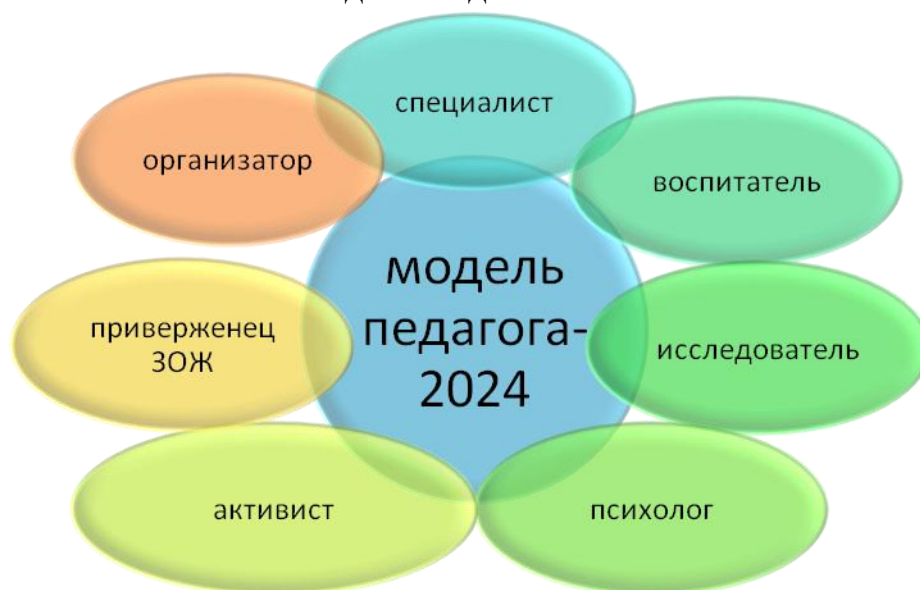 специалист
организатор
воспитатель
модель
педагога-
2024
приверженец
ЗОЖ
исследователь
активист
психолог